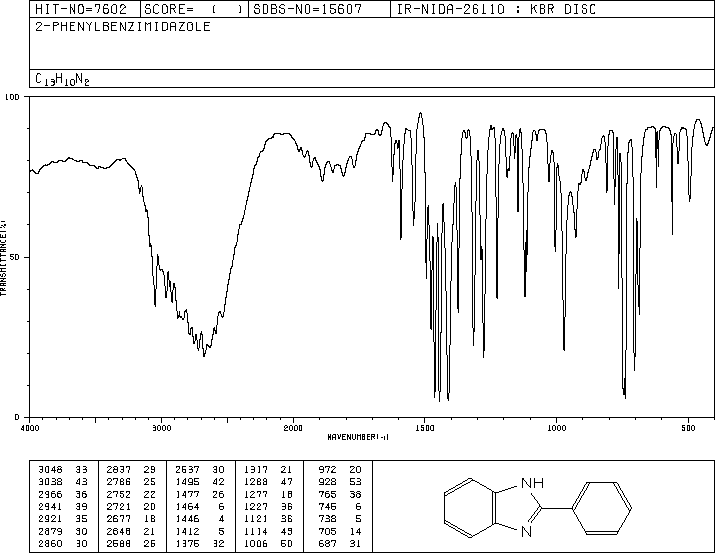 HIT-NO=7602 SCORE= ( ) SDBS-NO=15607 IR-NIDA-26110 : KBR DISC
2-PHENYLBENZIMIDAZOLE
C13H10N2
100
TRANSMITTANCE(%)
50
0
4000 3000 2000 1500 1000 500
WAVENUMBER(-1)
3048 33 2837 29 2537 30 1317 21 972 20
3038 43 2786 25 1495 42 1288 47 928 53
2966 36 2752 22 1477 26 1277 18 765 38
2941 39 2721 20 1464 6 1227 36 746 6
2921 35 2677 18 1446 4 1121 36 738 5
2879 30 2648 21 1412 5 1114 49 705 14
2860 30 2588 26 1375 32 1006 50 687 31
NH
N